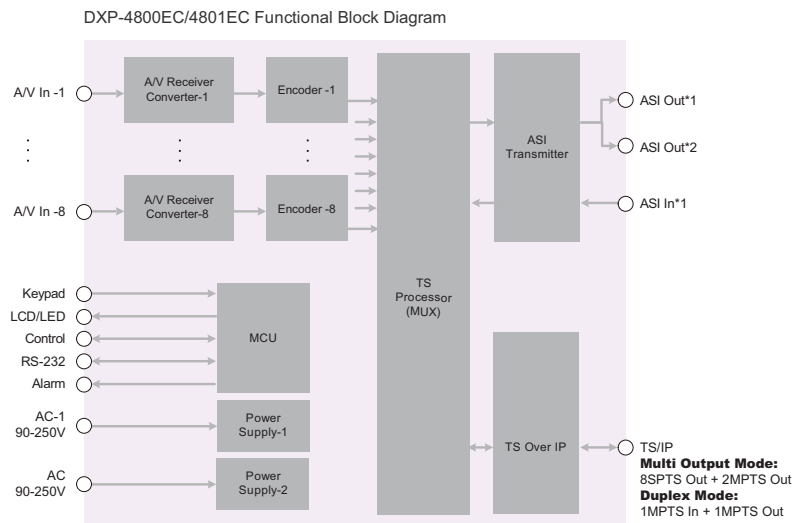 DXP-4800EC/4801EC Functional Block Diagram
A/V In -1
A/V Receiver
Converter-1
Encoder -1
A/V In -8
A/V Receiver
Converter-8
Encoder -8
TS
Processor
(MUX)
ASI
Transmitter
ASI Out*1
ASI Out*2
ASI In*1
Keypad
LCD/LED
Control
RS-232
Alarm
MCU
AC-1
90-250V
Power
Supply-1
AC
90-250V
Power
Supply-2
TS Over IP
TS/IP
Multi Output Mode:
8SPTS Out + 2MPTS Out
Duplex Mode:
1MPTS In + 1MPTS Out